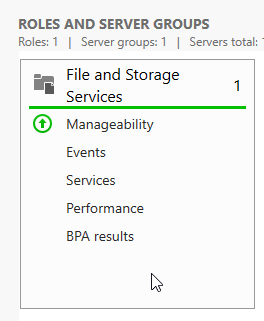 ROLES AND SERVER GROUPS
Roles: 1 | Server groups: 1 | Servers total:
File and Storage 1
Services
Manageability
Events
Services
Performance
BPA results